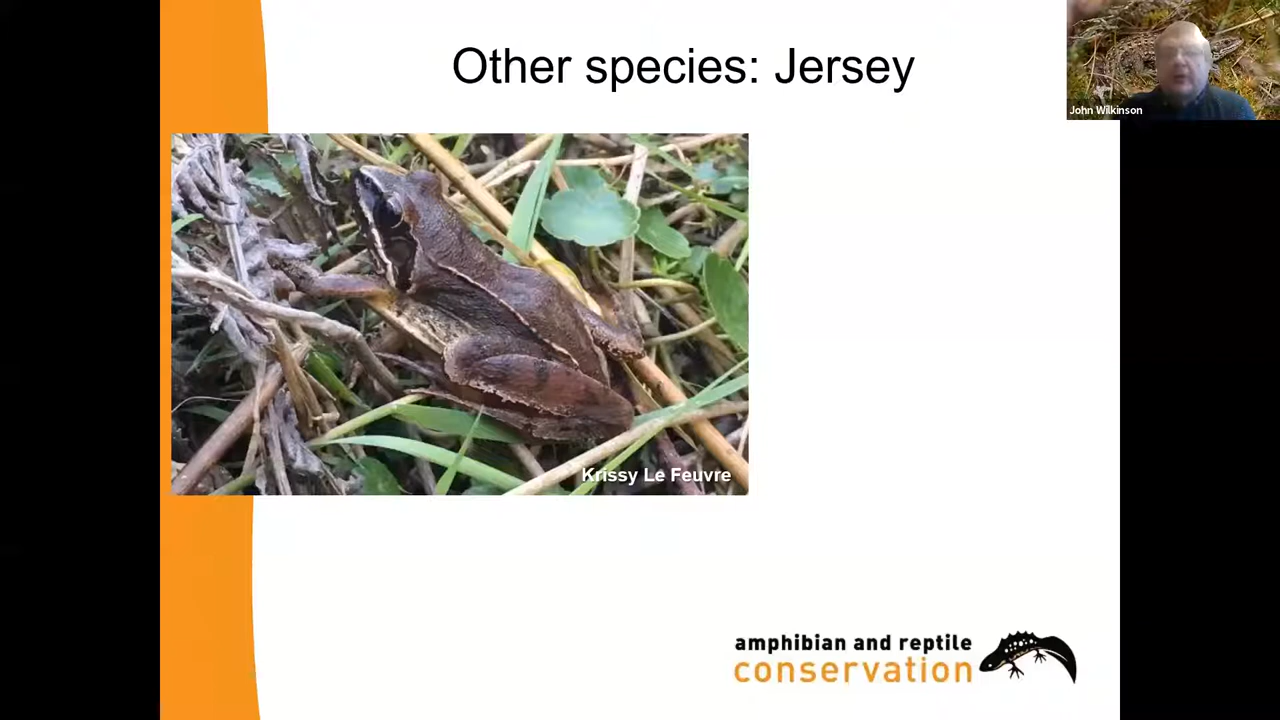 Other species: Jersey
John Wilkinson
Krissy Le Feuvre
amphibian and reptile
conservation